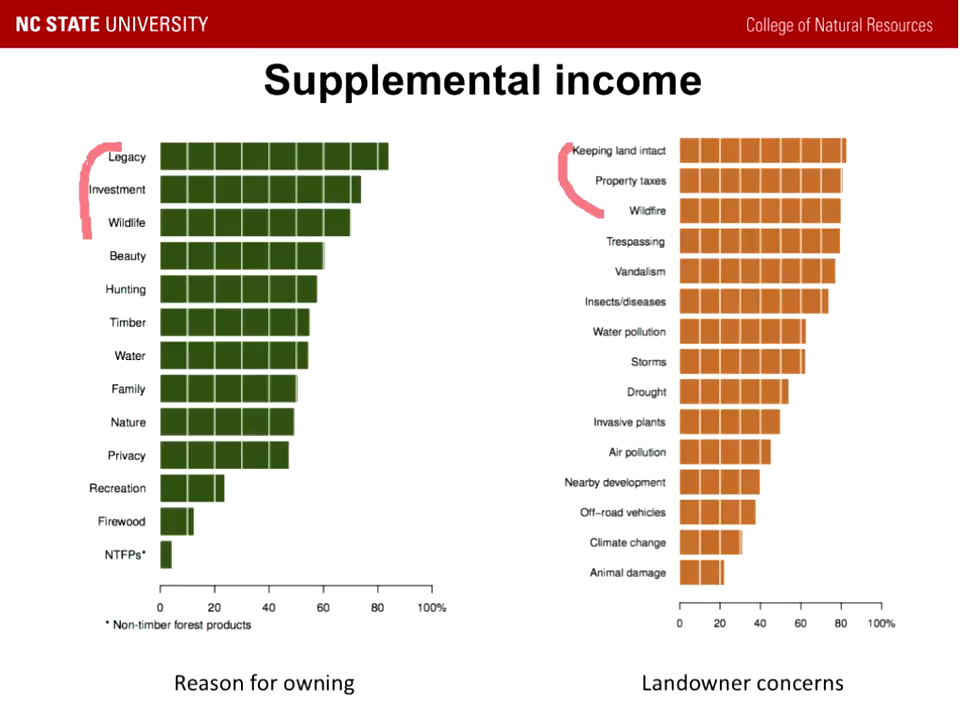 NC STATE UNIVERSITY
College of Natural Resources
Supplemental income
Legacy
Investment
Wildlife
Beauty
Hunting
Timber
Water
Family
Nature
Privacy
Recreation
Firewood
NTFPs*
0 20 40 60 80 100%
* Non-timber forest products
Reason for owning
Keeping land intact
Property taxes
Wildfire
Trespassing
Vandalism
Insects/diseases
Water pollution
Storms
Drought
Invasive plants
Air pollution
Nearby development
Off-road vehicles
Climate change
Animal damage
0 20 40 60 80 100%
Landowner concerns